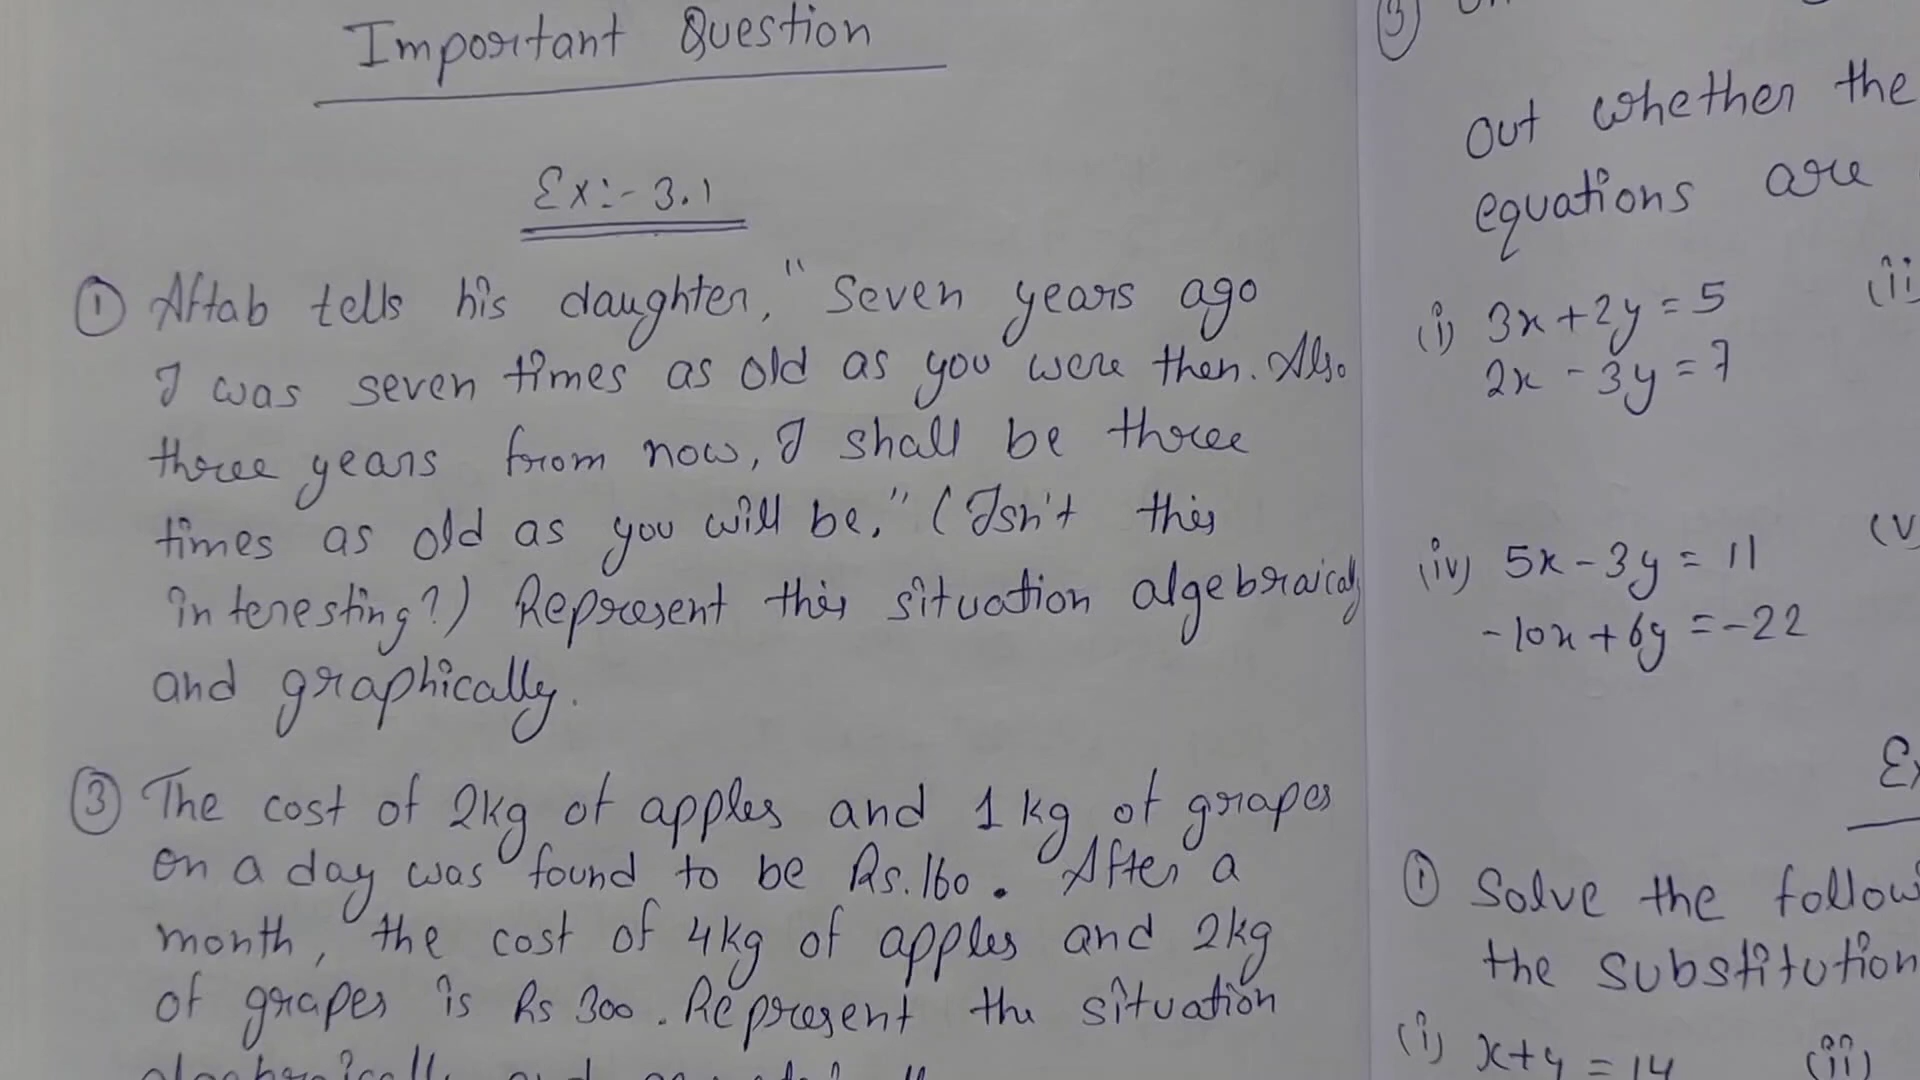 Important Question
Ex:- 3.1
① Aftab tells his daughter, " Seven years ago
I was seven times as old as you were then. Also
three years from now, I shall be three
times as old as you will be." (Isn't this
interesting?) Represent this situation algebraically
and graphically.
③ The cost of 2kg of apples and 1 kg of grapes
on a day was found to be Rs. 160. After a
month, the cost of 4kg of apples and 2kg
of grapes is Rs 300. Represent the situation
③
out whether the
equations are
(i) 3x+2y=5
2x-3y=7
(iv) 5x-3y=11
-10x+6y=-22
① Solve the
the substitution
(i) x+y=14 (ii)